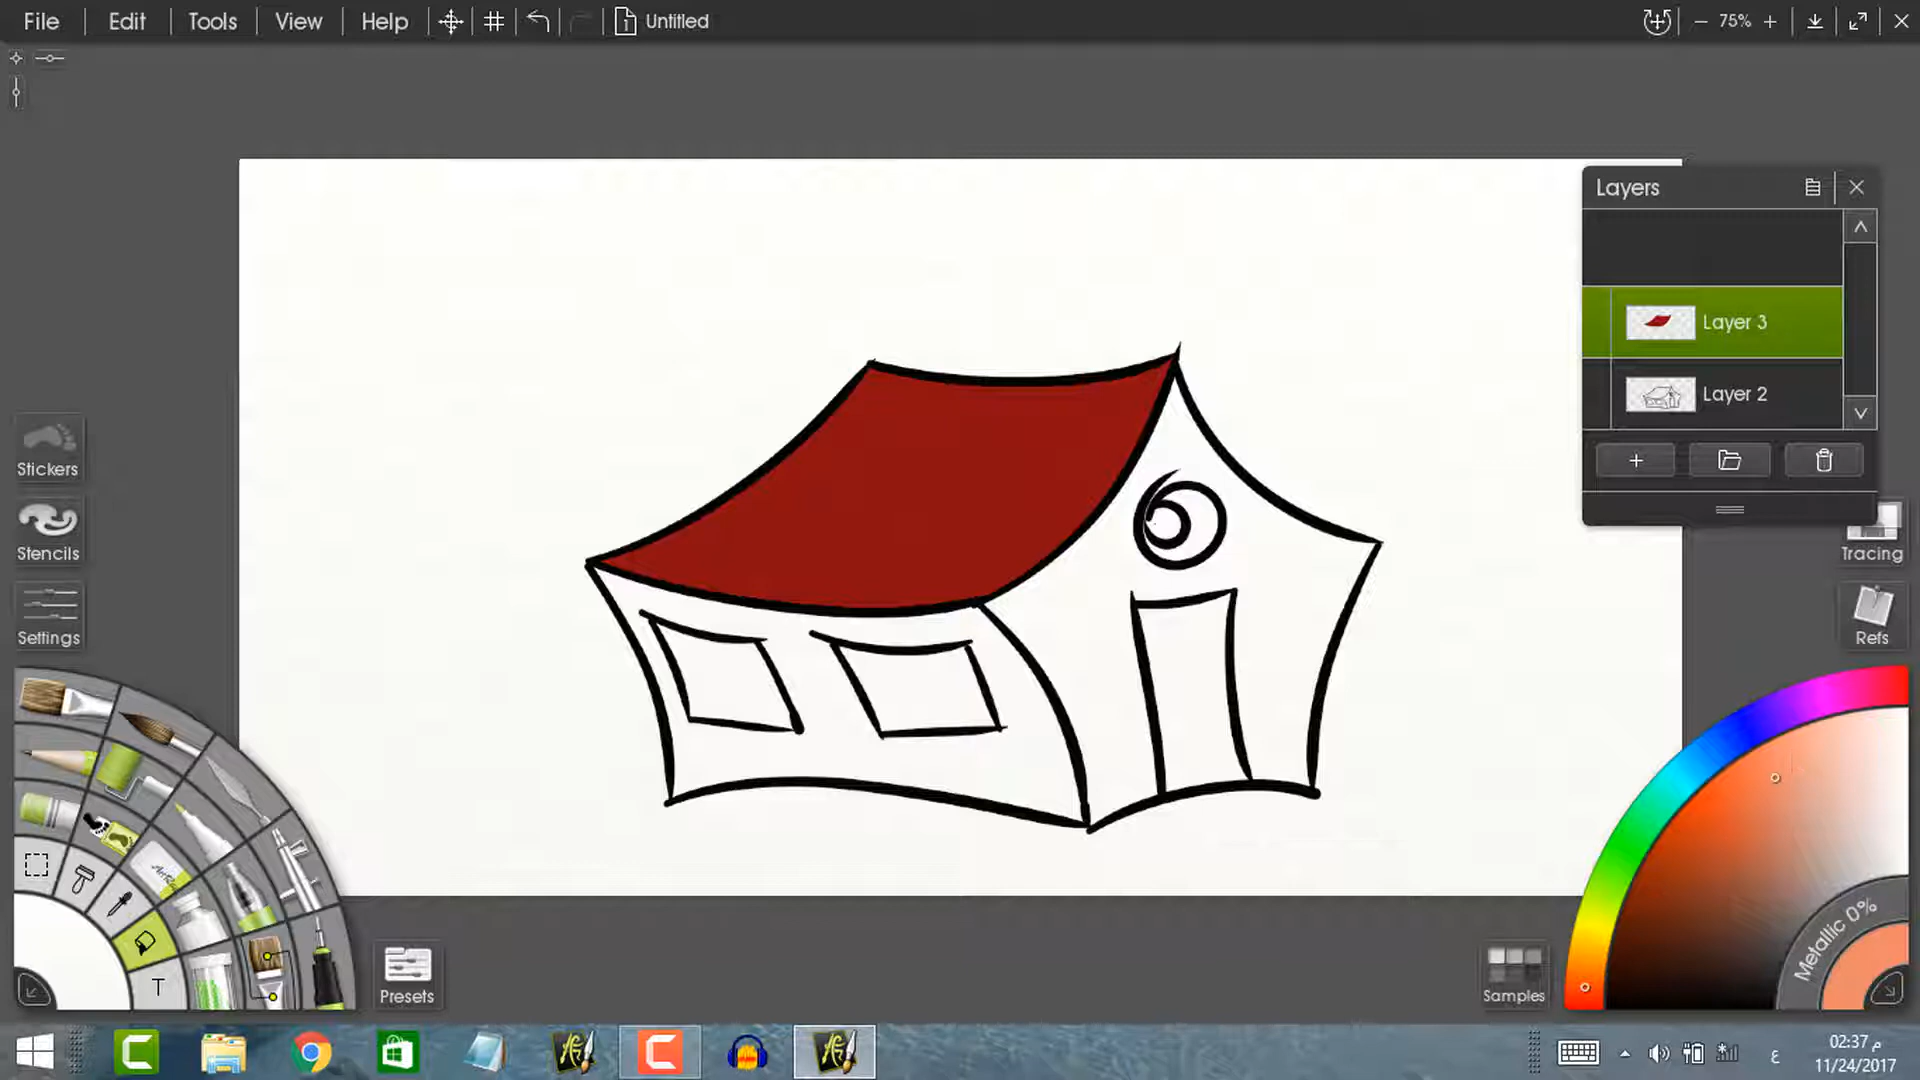 File Edit Tools View Help Untitled 75%
Layers
Layer 3
Layer 2
Stickers
Stencils
Settings
Tracing
Refs
Metallic 0%
T
Presets
Samples
02:37 م
ع
11/24/2017